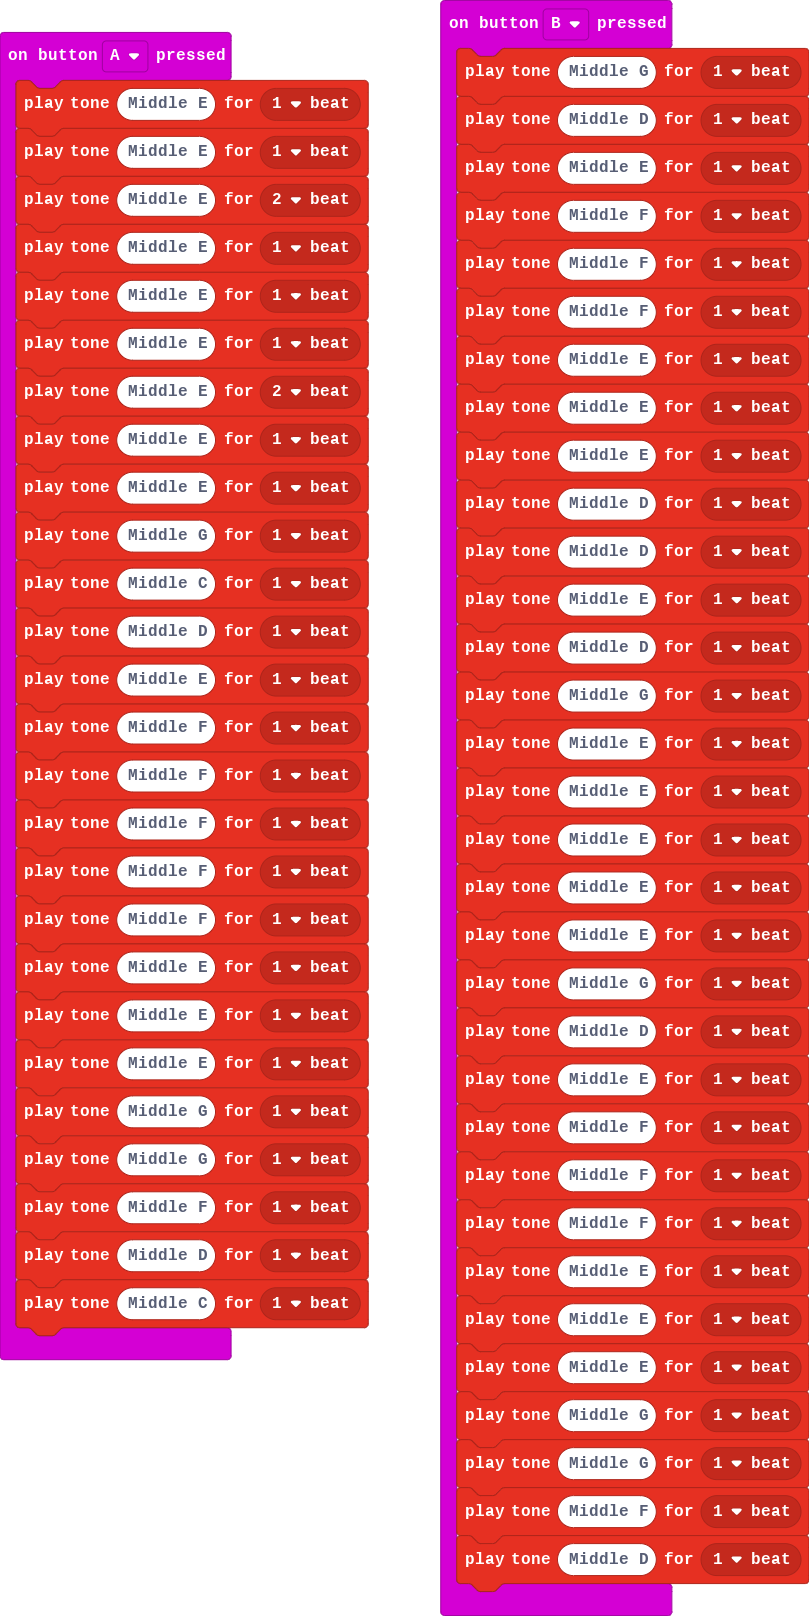 on button A pressed
play tone Middle E for 1 beat
play tone Middle E for 1 beat
play tone Middle E for 2 beat
play tone Middle E for 1 beat
play tone Middle E for 1 beat
play tone Middle E for 1 beat
play tone Middle E for 2 beat
play tone Middle E for 1 beat
play tone Middle E for 1 beat
play tone Middle G for 1 beat
play tone Middle C for 1 beat
play tone Middle D for 1 beat
play tone Middle E for 1 beat
play tone Middle F for 1 beat
play tone Middle F for 1 beat
play tone Middle F for 1 beat
play tone Middle F for 1 beat
play tone Middle F for 1 beat
play tone Middle E for 1 beat
play tone Middle E for 1 beat
play tone Middle E for 1 beat
play tone Middle G for 1 beat
play tone Middle G for 1 beat
play tone Middle F for 1 beat
play tone Middle D for 1 beat
play tone Middle C for 1 beat
on button B pressed
play tone Middle G for 1 beat
play tone Middle D for 1 beat
play tone Middle E for 1 beat
play tone Middle F for 1 beat
play tone Middle F for 1 beat
play tone Middle F for 1 beat
play tone Middle E for 1 beat
play tone Middle E for 1 beat
play tone Middle E for 1 beat
play tone Middle D for 1 beat
play tone Middle D for 1 beat
play tone Middle E for 1 beat
play tone Middle D for 1 beat
play tone Middle G for 1 beat
play tone Middle E for 1 beat
play tone Middle E for 1 beat
play tone Middle E for 1 beat
play tone Middle E for 1 beat
play tone Middle E for 1 beat
play tone Middle G for 1 beat
play tone Middle D for 1 beat
play tone Middle E for 1 beat
play tone Middle F for 1 beat
play tone Middle F for 1 beat
play tone Middle F for 1 beat
play tone Middle E for 1 beat
play tone Middle E for 1 beat
play tone Middle E for 1 beat
play tone Middle G for 1 beat
play tone Middle G for 1 beat
play tone Middle F for 1 beat
play tone Middle D for 1 beat